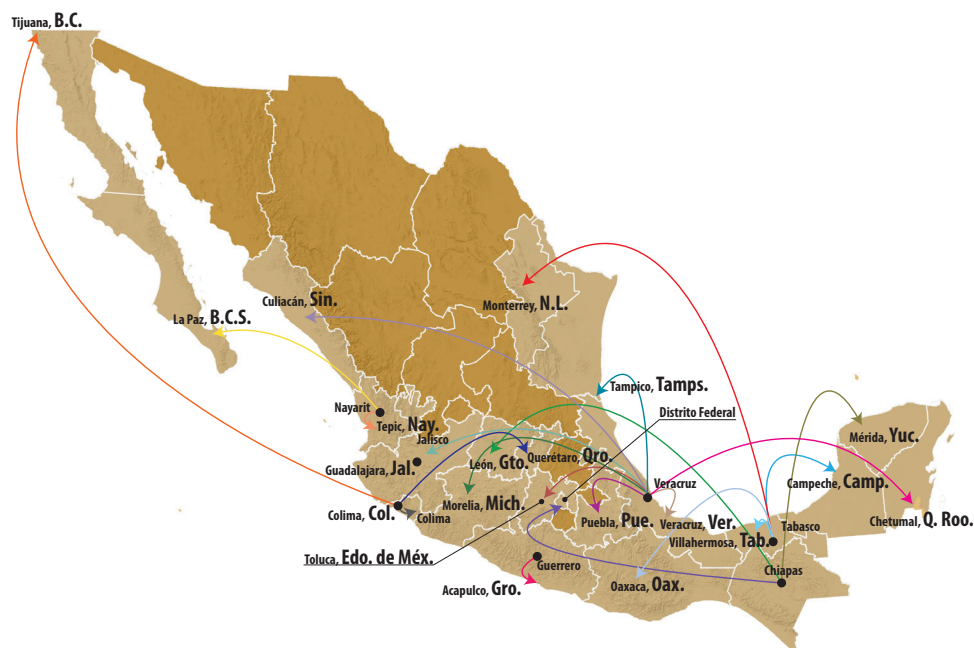 Tijuana, B.C.
Culiacán, Sin.
Monterrey, N.L.
La Paz, B.C.S.
Tampico, Tamps.
Nayarit
Distrito Federal
Tepic, Nay.
Jalisco
Mérida, Yuc.
Guadalajara, Jal.
León, Gto.
Querétaro, Qro.
Campeche, Camp.
Veracruz
Morelia, Mich.
Colima, Col.
Colima
Puebla, Pue.
Veracruz, Ver.
Tabasco
Chetumal, Q. Roo.
Villahermosa, Tab.
Toluca, Edo. de Méx.
Guerrero
Chiapas
Acapulco, Gro.
Oaxaca, Oax.